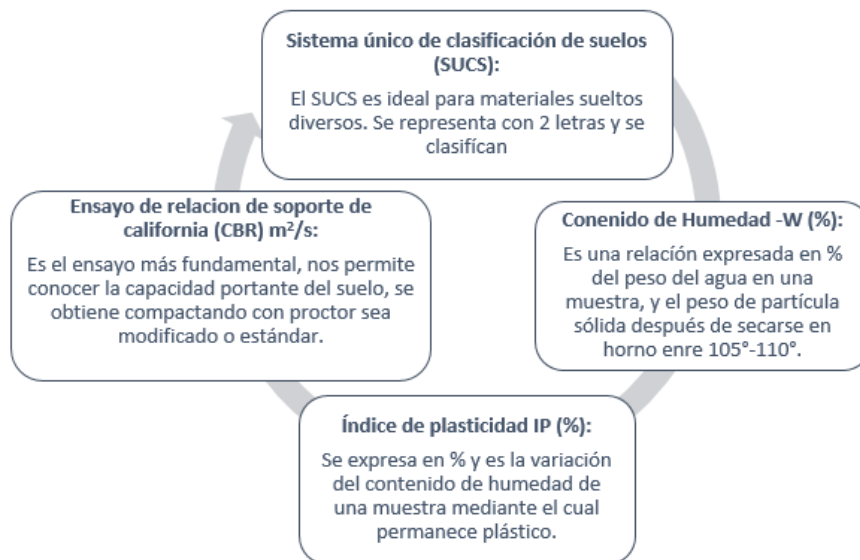 Sistema único de clasificación de suelos
(SUCS):
El SUCS es ideal para materiales sueltos
diversos. Se representa con 2 letras y se
clasifícan
Conenido de Humedad -W (%):
Es una relacíón expresada en %
del peso del agua en una
muestra, y el peso de partícula
sólida después de secarse en
horno enre 105°-110°.
Índice de plasticidad IP (%):
Se expresa en % y es la variación
del contenido de humedad de
una muestra mediante el cual
permanece plástico.
Ensayo de relacion de soporte de
california (CBR) m²/s:
Es el ensayo más fundamental, nos permite
conocer la capacidad portante del suelo, se
obtiene compactando con proctor sea
modificado o estándar.